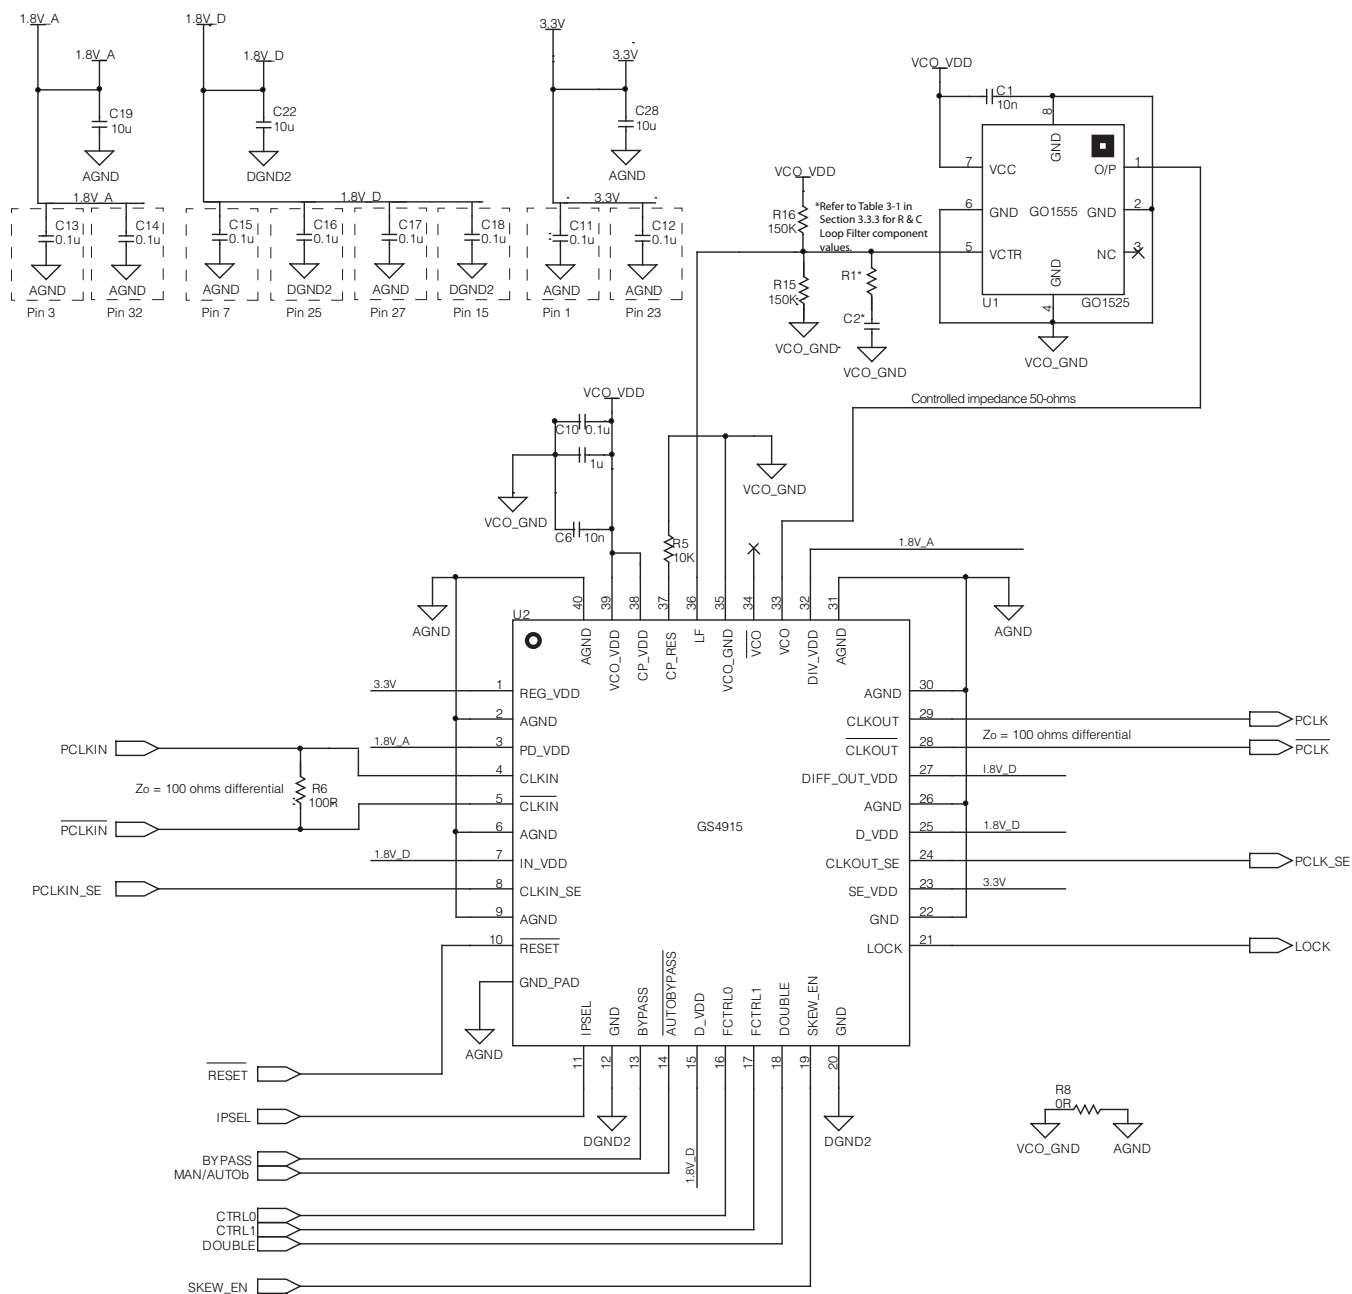 1.8V_A
1.8V_A
C19
10u
AGND
1.8V_A
C13
0.1u
AGND
Pin 3
C14
0.1u
AGND
Pin 32
1.8V_D
1.8V_D
C22
10u
DGND2
1.8V_D
C15
0.1u
AGND
Pin 7
C16
0.1u
DGND2
Pin 25
C17
0.1u
AGND
Pin 27
C18
0.1u
DGND2
Pin 15
3.3V
3.3V
C28
10u
AGND
3.3V
C11
0.1u
AGND
Pin 1
C12
0.1u
AGND
Pin 23
VCO_VDD
C1
10n
8
GND
7
VCC
O/P
1
6
GND
GO1555
GND
2
5
VCTR
NC
3
GND
4
U1
GO1525
VCO_GND
VCO_VDD
R16
150K
*Refer to Table 3-1 in
Section 3.3.3 for R & C
Loop Filter component
values.
R15
150K
VCO_GND
R1*
C2*
VCO_GND
Controlled impedance 50-ohms
VCO_VDD
C10 0.1u
1u
VCO_GND
C6 10n
VCO_GND
R5
10K
1.8V_A
AGND
AGND
U2
40
39
38
37
36
35
34
33
32
31
AGND
VCO_VDD
CP_VDD
CP_RES
LF
VCO_GND
VCO
VCO
DIV_VDD
AGND
3.3V
1
REG_VDD
2
AGND
1.8V_A
3
PD_VDD
4
CLKIN
5
CLKIN
6
AGND
1.8V_D
7
IN_VDD
8
CLKIN_SE
9
AGND
10
RESET
GND_PAD
AGND
PCLKIN
Zo = 100 ohms differential
R6
100R
PCLKIN
PCLKIN_SE
GS4915
AGND
30
CLKOUT
29
PCLK
Zo = 100 ohms differential
CLKOUT
28
PCLK
DIFF_OUT_VDD
27
1.8V_D
AGND
26
D_VDD
25
1.8V_D
CLKOUT_SE
24
PCLK_SE
SE_VDD
23
3.3V
GND
22
LOCK
21
LOCK
IPSEL
GND
BYPASS
AUTOBYPASS
D_VDD
FCTRL0
FCTRL1
DOUBLE
SKEW_EN
GND
11
12
13
14
15
16
17
18
19
20
RESET
IPSEL
DGND2
DGND2
BYPASS
MAN/AUTOb
1.8V_D
CTRL0
CTRL1
DOUBLE
SKEW_EN
R8
0R
VCO_GND
AGND